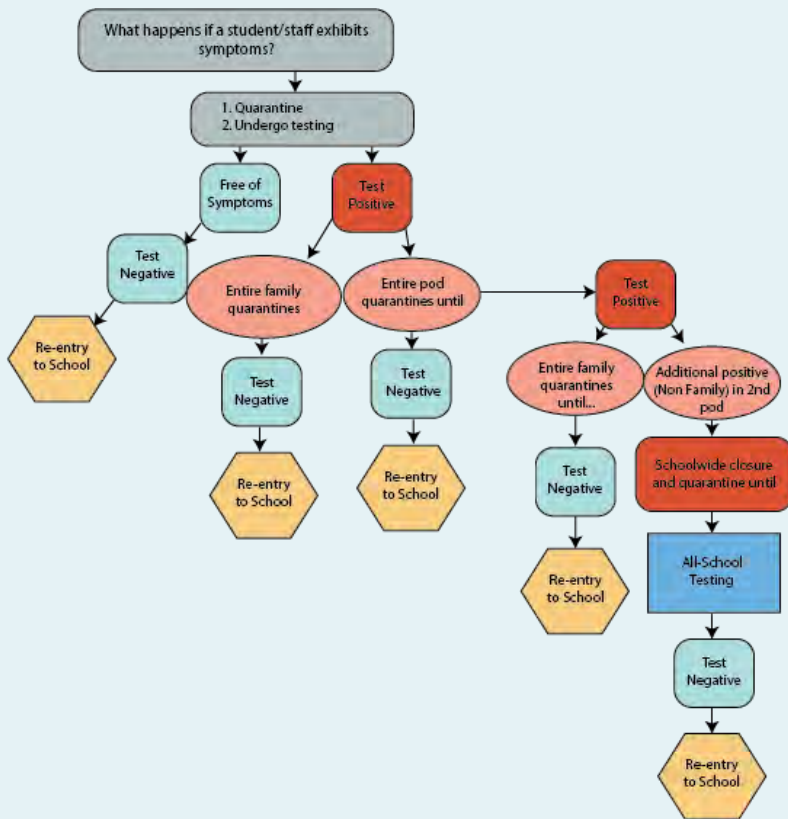 What happens if a student/staff exhibits
symptoms?
1. Quarantine
2. Undergo testing
Free of
Symptoms
Test
Positive
Test
Negative
Entire family
quarantines
Entire pod
quarantines until
Test
Positive
Re-entry
to School
Test
Negative
Test
Negative
Entire family
quarantines
until...
Additional positive
(Non Family) in 2nd
pod
Re-entry
to School
Re-entry
to School
Test
Negative
Schoolwide closure
and quarantine until
Re-entry
to School
All-School
Testing
Test
Negative
Re-entry
to School